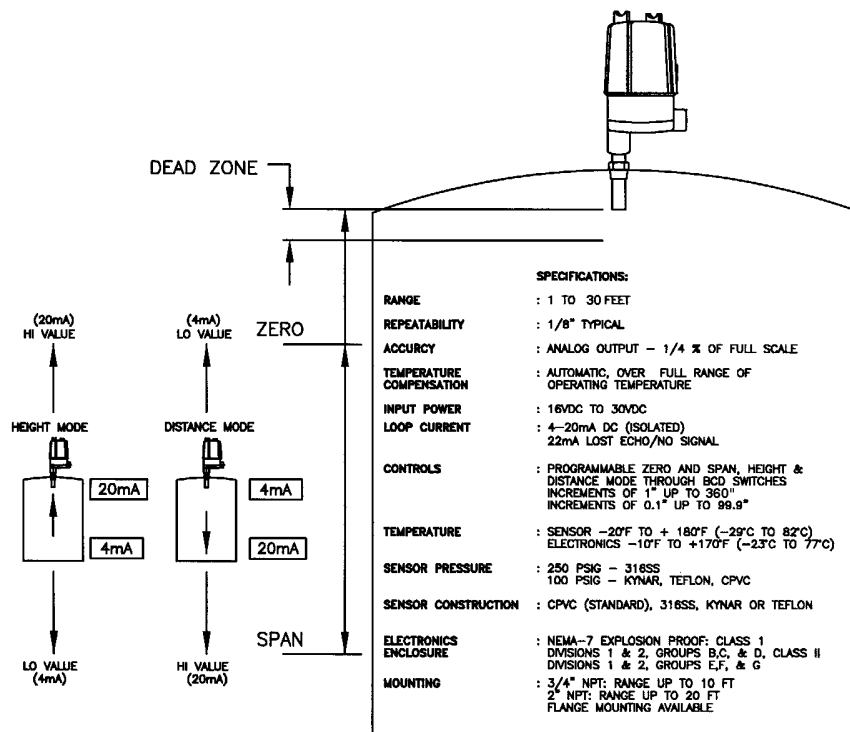 DEAD ZONE
(20mA)
HI VALUE
(4mA)
LO VALUE
ZERO
HEIGHT MODE
DISTANCE MODE
20mA
4mA
4mA
20mA
SPAN
LO VALUE
(4mA)
HI VALUE
(20mA)
SPECIFICATIONS:
RANGE : 1 TO 30 FEET
REPEATABILITY : 1/8" TYPICAL
ACCURCY : ANALOG OUTPUT – 1/4 % OF FULL SCALE
TEMPERATURE : AUTOMATIC, OVER FULL RANGE OF
COMPENSATION OPERATING TEMPERATURE
INPUT POWER : 16VDC TO 30VDC
LOOP CURRENT : 4–20mA DC (ISOLATED)
22mA LOST ECHO/NO SIGNAL
CONTROLS : PROGRAMMABLE ZERO AND SPAN, HEIGHT &
DISTANCE MODE THROUGH BCD SWITCHES
INCREMENTS OF 1" UP TO 360"
INCREMENTS OF 0.1" UP TO 99.9"
TEMPERATURE : SENSOR –20°F TO + 180°F (–29°C TO 82°C)
ELECTRONICS –10°F TO +170°F (–23°C TO 77°C)
SENSOR PRESSURE : 250 PSIG – 316SS
100 PSIG – KYNAR, TEFLON, CPVC
SENSOR CONSTRUCTION : CPVC (STANDARD), 316SS, KYNAR OR TEFLON
ELECTRONICS : NEMA–7 EXPLOSION PROOF: CLASS 1
ENCLOSURE DIVISIONS 1 & 2, GROUPS B,C, & D, CLASS II
DIVISIONS 1 & 2, GROUPS E,F, & G
MOUNTING : 3/4" NPT: RANGE UP TO 10 FT
2" NPT: RANGE UP TO 20 FT
FLANGE MOUNTING AVAILABLE